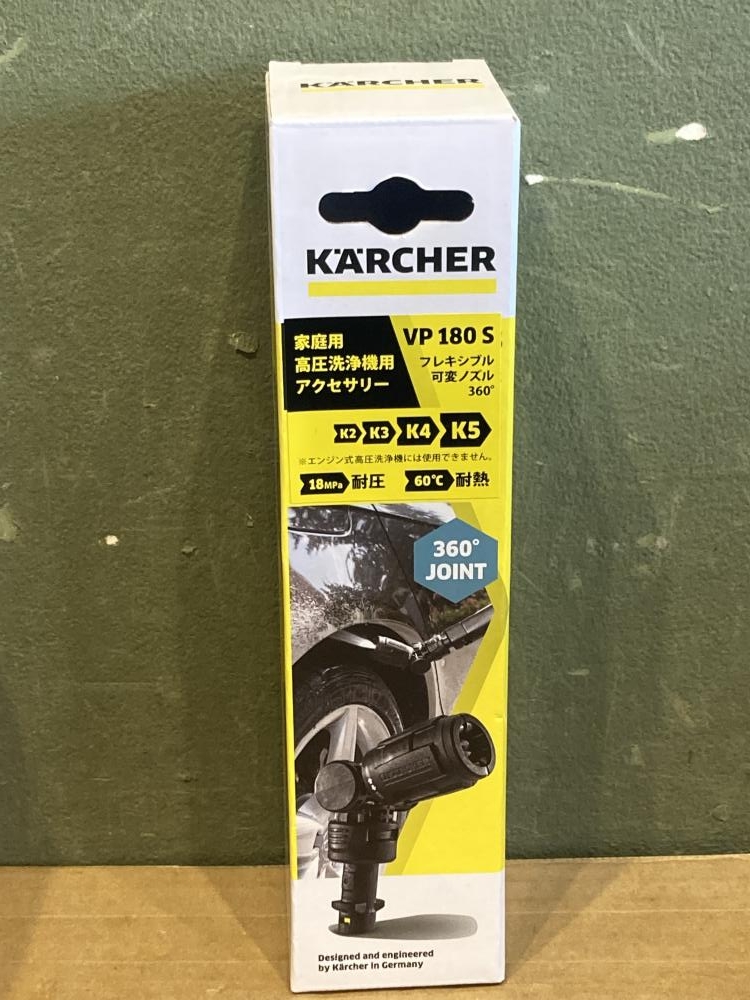 KÄRCHER
KÄRCHER
家庭用
高圧洗浄機用
アクセサリー
VP 180 S
フレキシブル
可変ノズル
360°
K2 K3 K4 K5
※エンジン式高圧洗浄機には使用できません。
18MPa 耐圧 60℃ 耐熱
360°
JOINT
KÄRCHER
Designed and engineered
by Kärcher in Germany